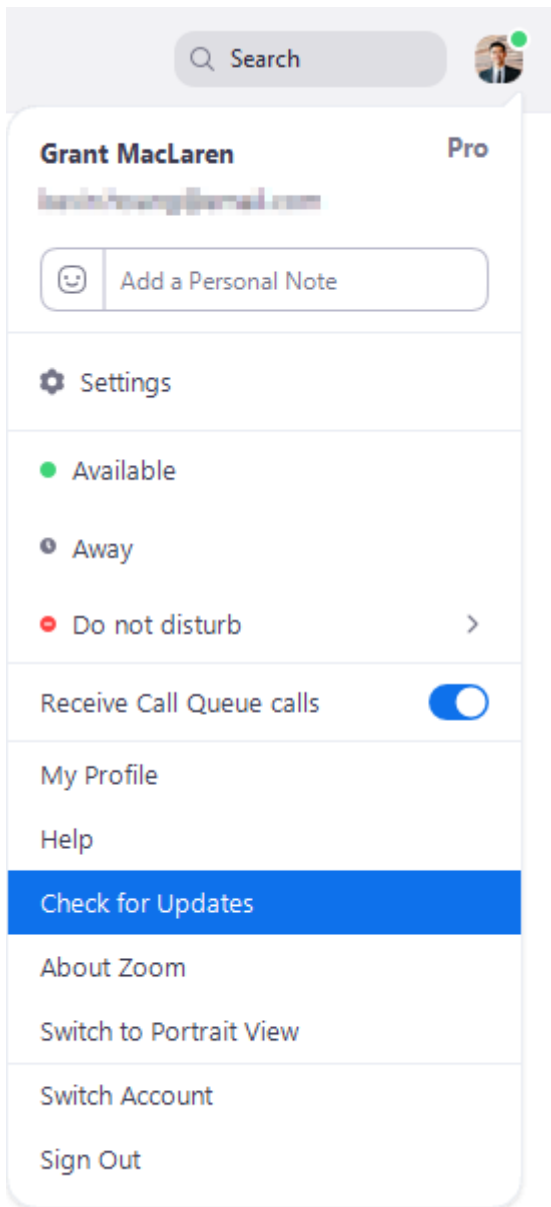 Search
Grant MacLaren Pro
Add a Personal Note
Settings
Available
Away
Do not disturb
Receive Call Queue calls
My Profile
Help
Check for Updates
About Zoom
Switch to Portrait View
Switch Account
Sign Out